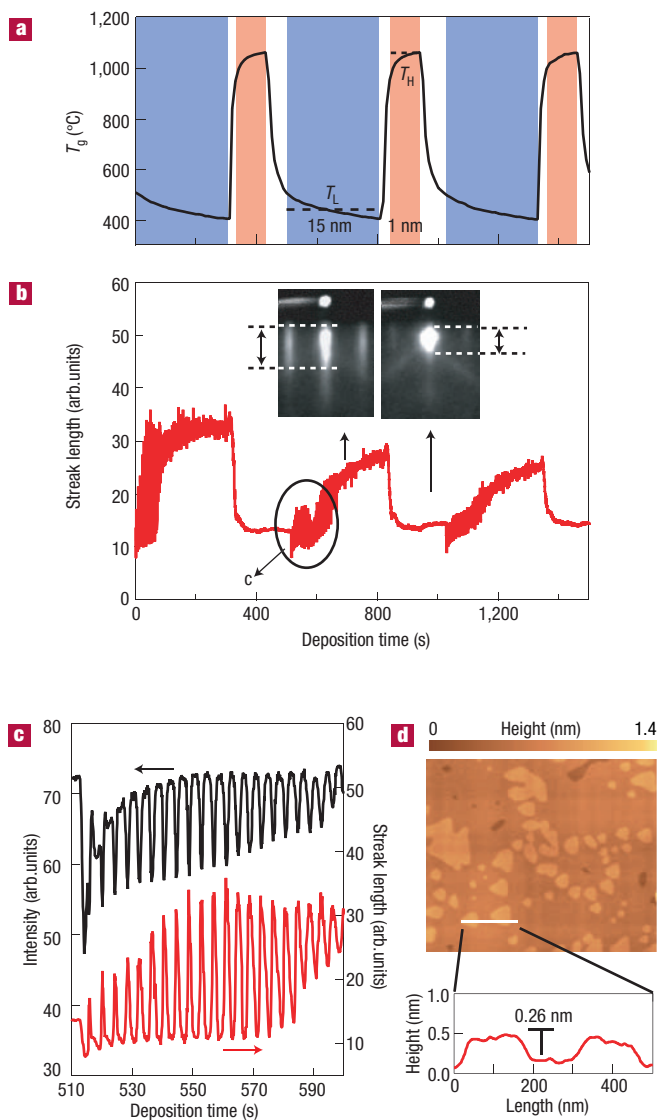 a
1,200
1,000
800
600
400
Tg (°C)
TH
TL
15 nm
1 nm
b
60
50
40
30
20
10
0
Streak length (arb.units)
c
0
400
800
1,200
Deposition time (s)
c
80
70
60
50
40
30
Intensity (arb.units)
60
50
40
30
20
10
Streak length (arb.units)
510
530
550
570
590
Deposition time (s)
d
0
Height (nm)
1.4
1.0
0.5
0.0
Height (nm)
0.26 nm
0
200
400
Length (nm)